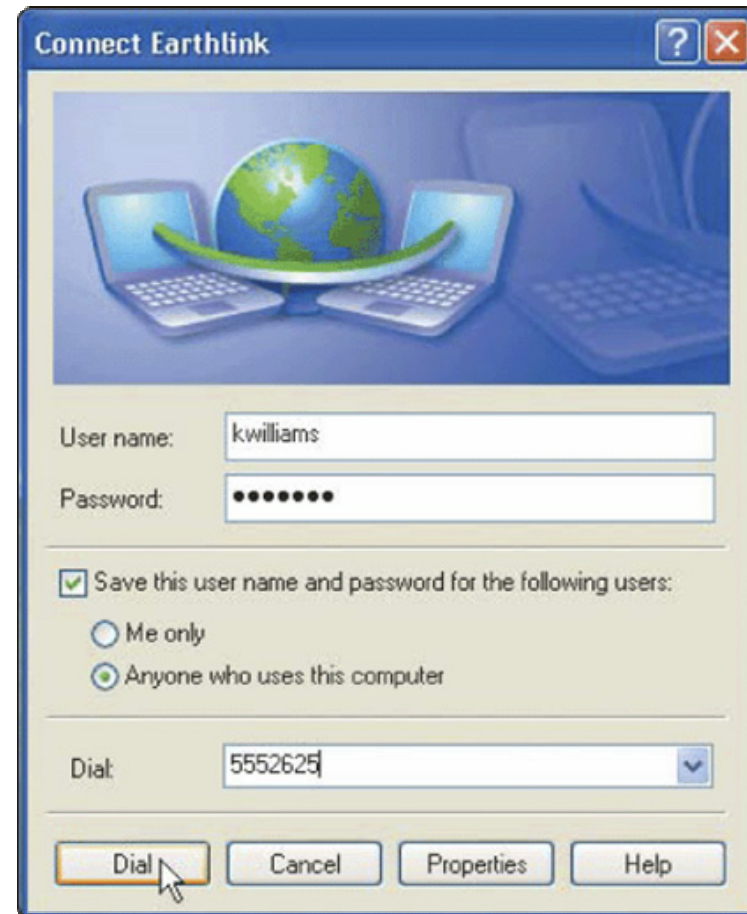 Connect Earthlink
User name: kwilliams
Password: •••••••
Save this user name and password for the following users:
Me only
Anyone who uses this computer
Dial: 5552625
Dial Cancel Properties Help